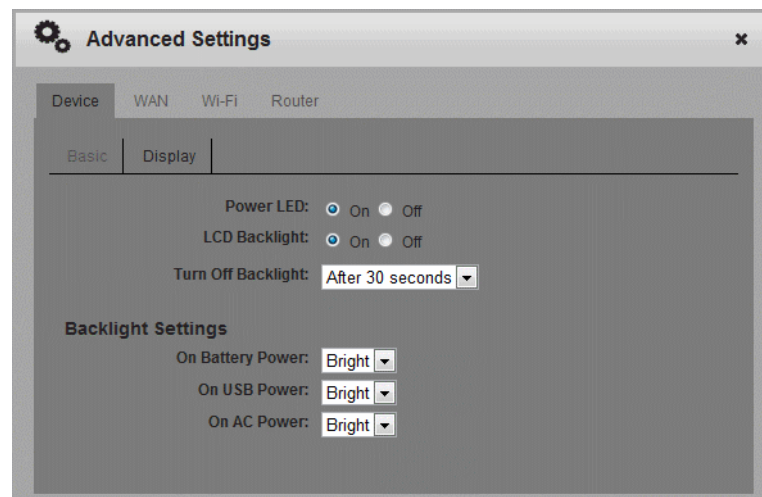 Advanced Settings
Device WAN Wi-Fi Router
Basic Display
Power LED: On Off
LCD Backlight: On Off
Turn Off Backlight: After 30 seconds
Backlight Settings
On Battery Power: Bright
On USB Power: Bright
On AC Power: Bright